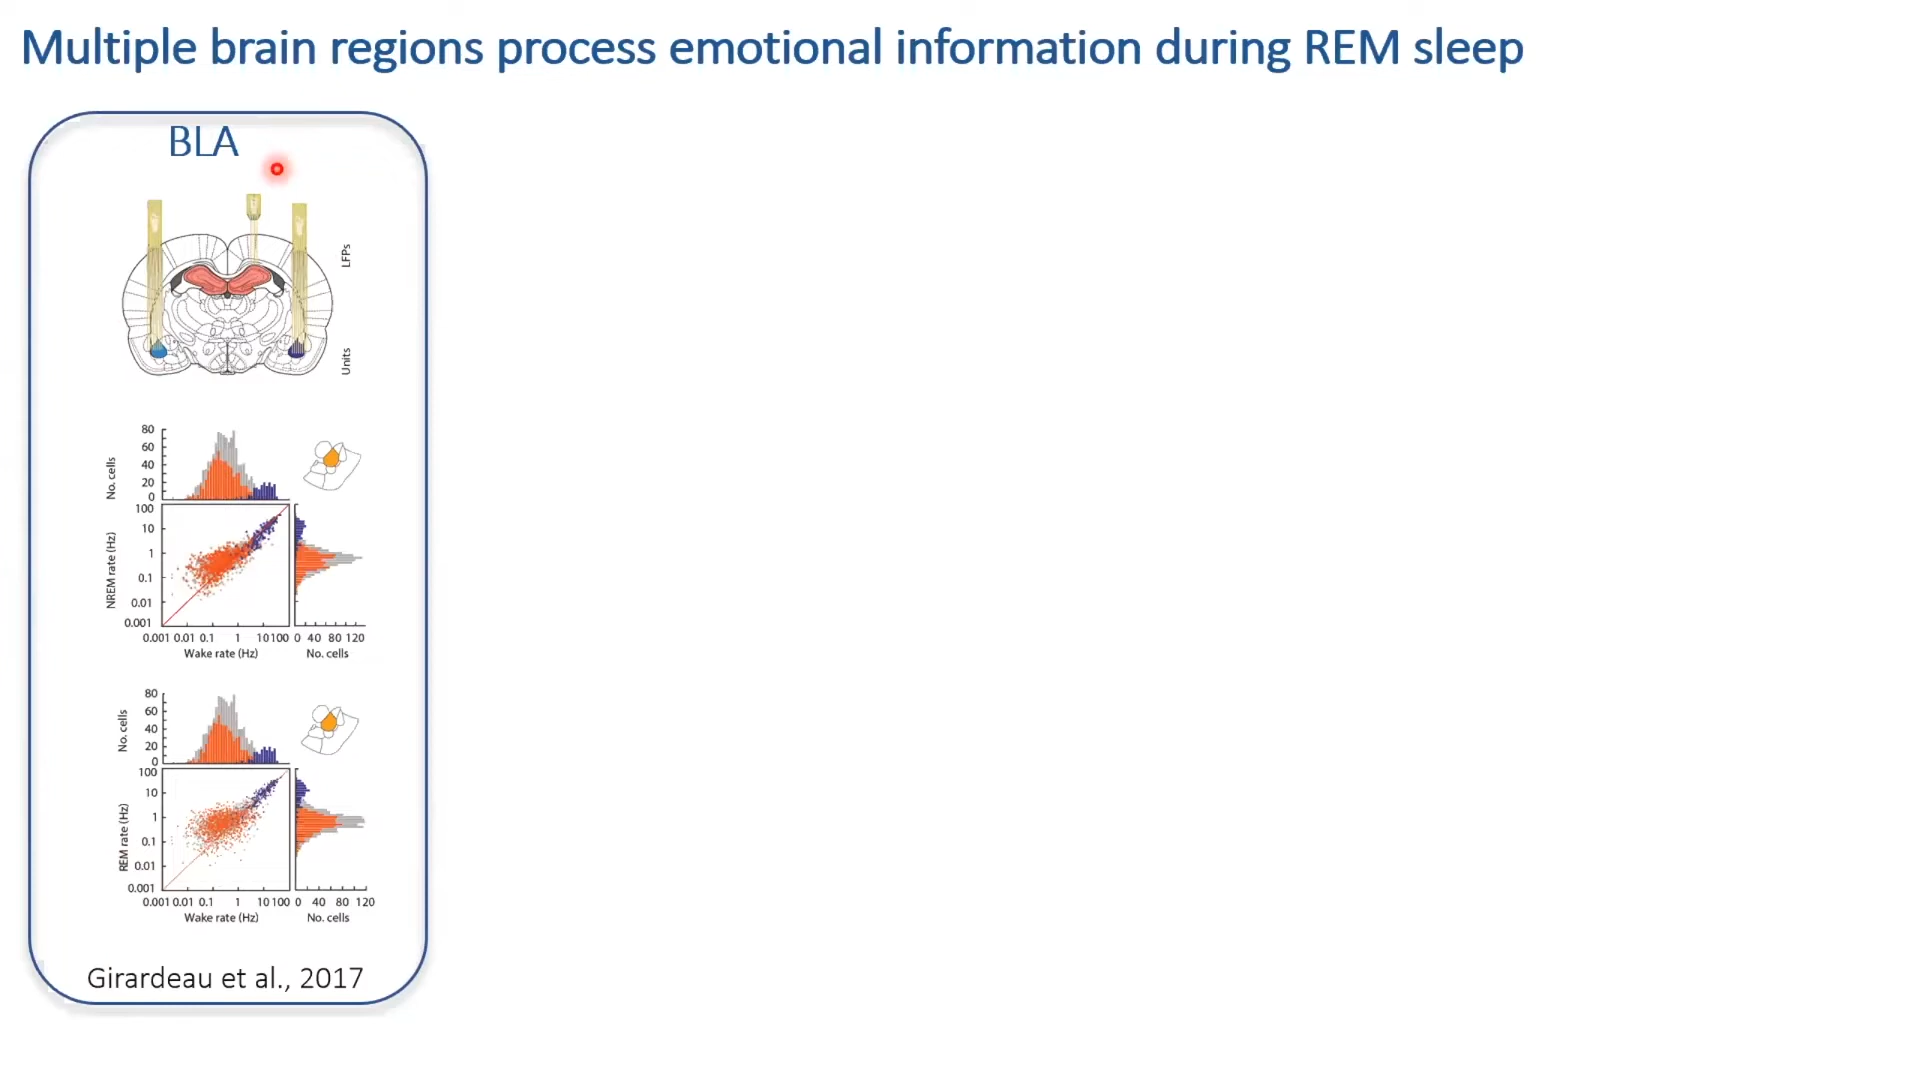 Multiple brain regions process emotional information during REM sleep
BLA
LFPs
Units
80
60
40
20
0
No. cells
100
10
1
0.1
0.01
0.001
NREM rate (Hz)
0.001 0.01 0.1 1 10 100 0 40 80 120
Wake rate (Hz) No. cells
80
60
40
20
0
No. cells
100
10
1
0.1
0.01
0.001
REM rate (Hz)
0.001 0.01 0.1 1 10 100 0 40 80 120
Wake rate (Hz) No. cells
Girardeau et al., 2017